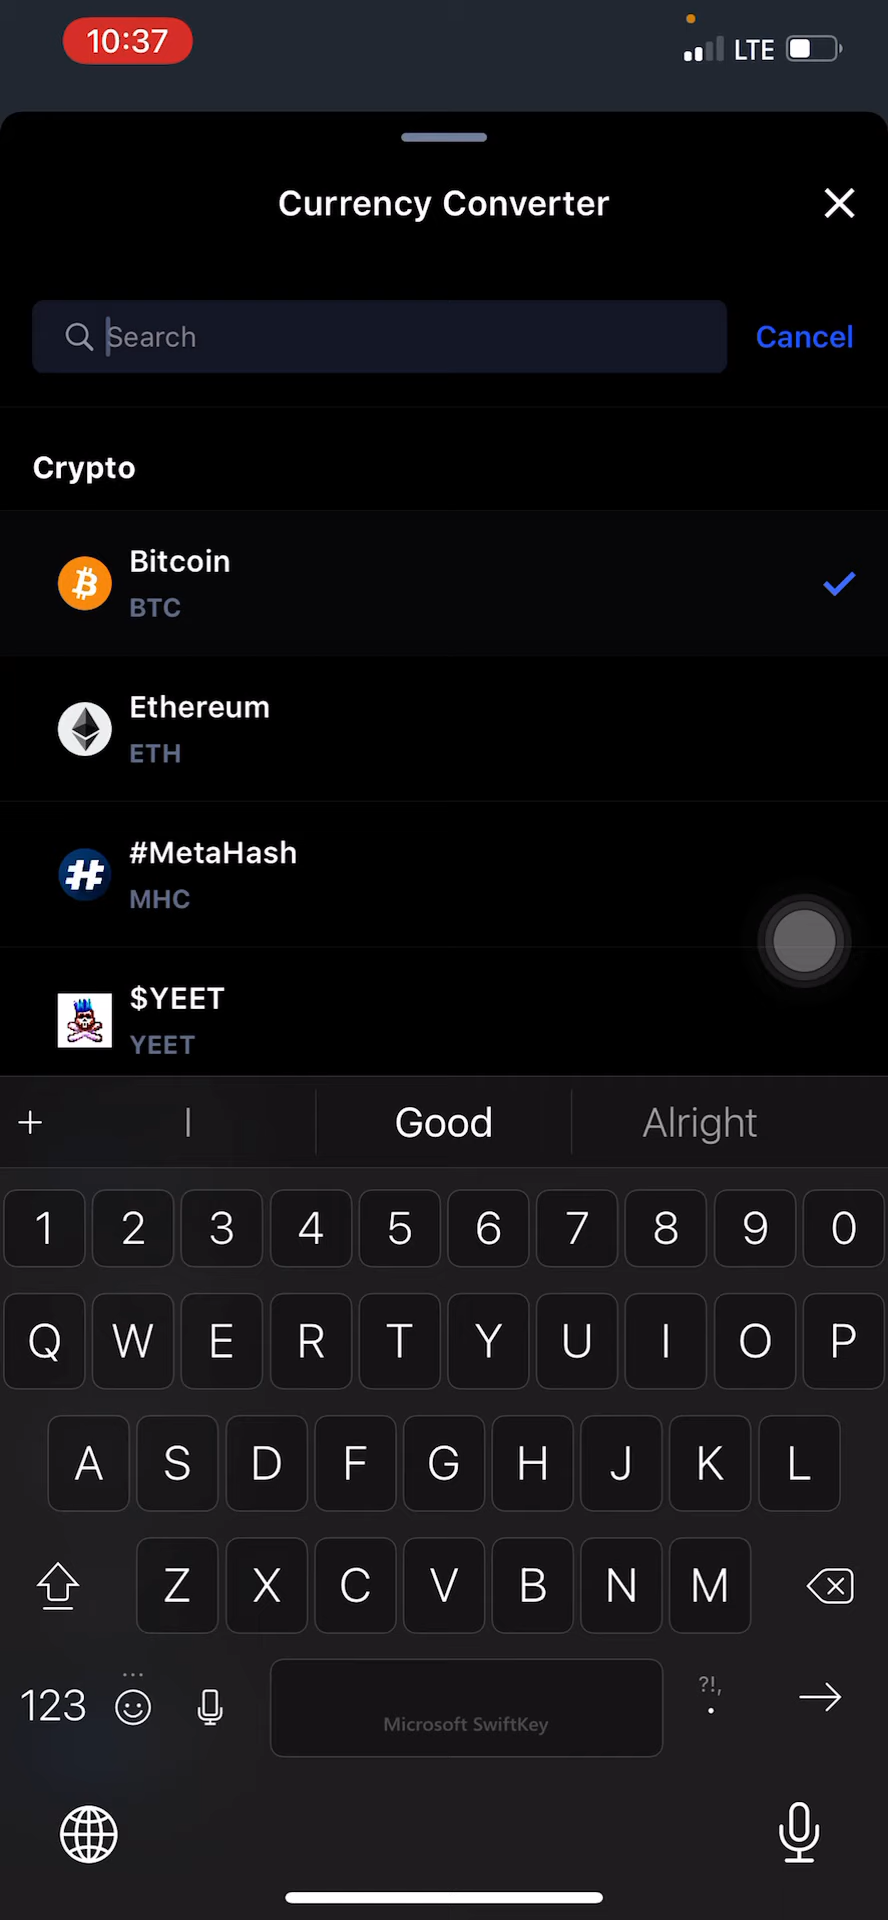 10:37
LTE
Currency Converter
Search
Cancel
Crypto
Bitcoin
BTC
Ethereum
ETH
#MetaHash
MHC
$YEET
YEET
I Good Alright
1 2 3 4 5 6 7 8 9 0
Q W E R T Y U I O P
A S D F G H J K L
Z X C V B N M
123 ?!, .
Microsoft SwiftKey